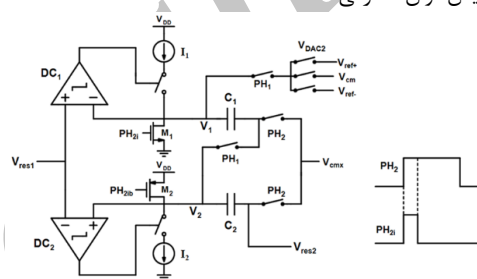 V_DD
I_1
DC_1
V_DAC2
V_ref+
V_cm
V_ref-
PH_1
C_1
PH_2i
M_1
V_1
PH_2
PH_1
V_res1
V_DD
V_cmx
PH_2
PH_2ib
M_2
PH_2
C_2
V_2
PH_2i
DC_2
I_2
V_res2